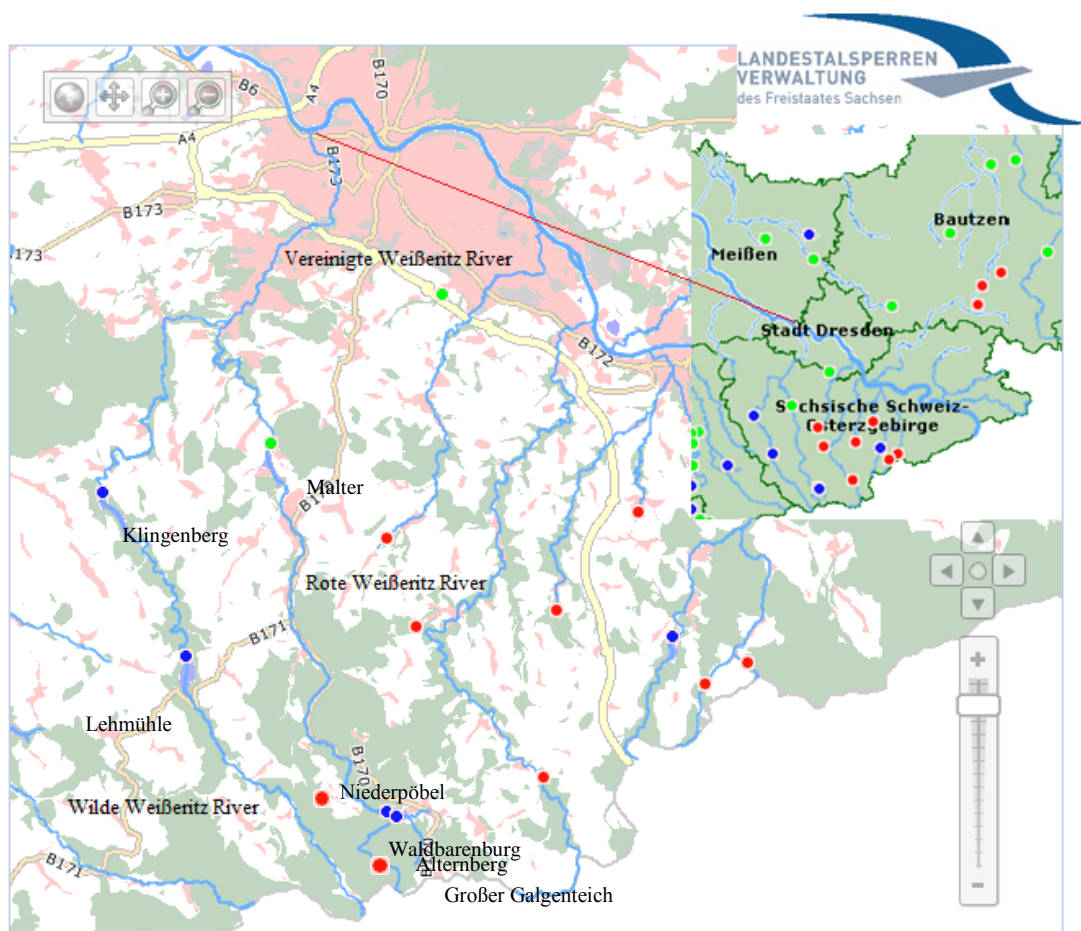 LANDESTALSPERREN
VERWALTUNG
des Freistaates Sachsen
B6
A4
B170
A4
B173
B173
173
Vereinigte Weißeritz River
B172
Meißen
Bautzen
Stadt Dresden
Sächsische Schweiz-
Osterzgebirge
Malter
Klingenberg
Rote Weißeritz River
B171
Lehmühle
B170
Niederpöbel
Wilde Weißeritz River
Waldbarenburg
Alternberg
B171
Großer Galgenteich